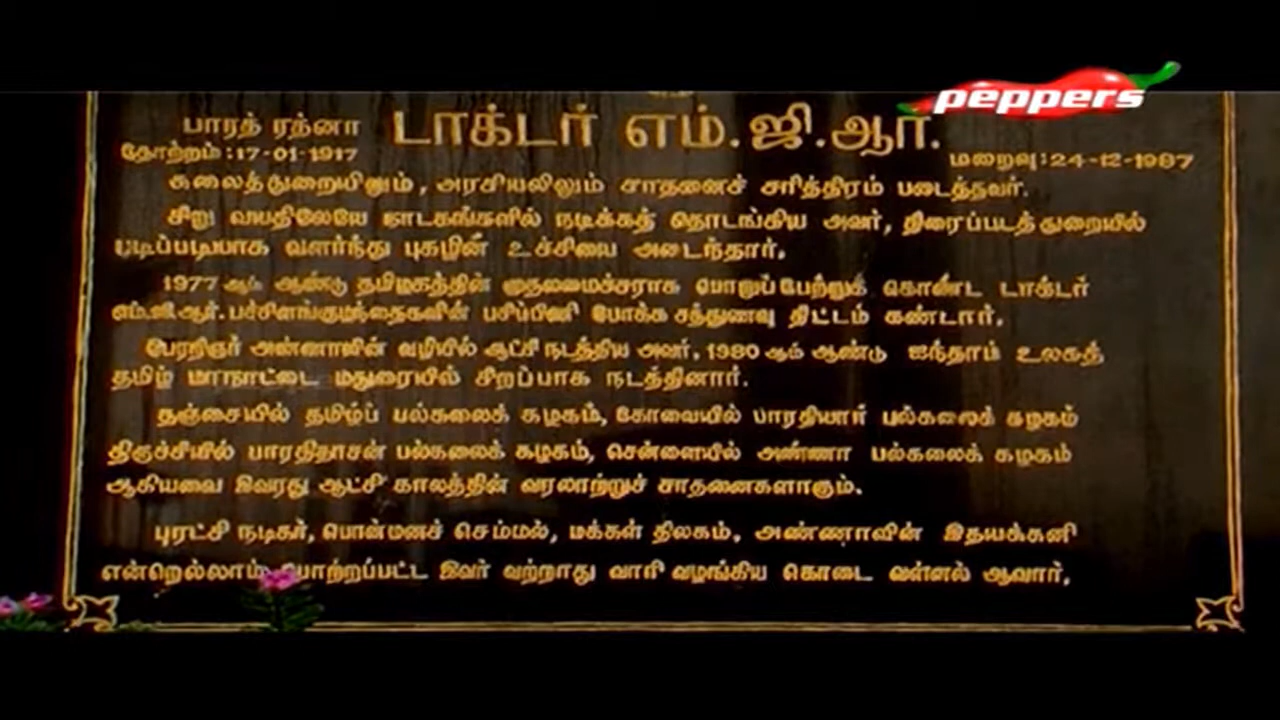 peppers
பாரத் ரத்னா டாக்டர் எம்.ஜி.ஆர்.
தோற்றம்:17-01-1917 மறைவு:24-12-1987
கலைத்துறையிலும், அரசியலிலும் சாதனைச் சரித்திரம் படைத்தவர்.
சிறு வயதிலேயே நாடகங்களில் நடிக்கத் தொடங்கிய அவர், திரைப்படத்துறையில்
படிப்படியாக வளர்ந்து புகழின் உச்சியை அடைந்தார்.
1977 ஆம் ஆண்டு தமிழகத்தின் முதலமைச்சராக பொறுப்பேற்றுக் கொண்ட டாக்டர்
எம்.ஜி.ஆர். பச்சிளங்குழந்தைகளின் பசிப்பிணி போக்க சத்துணவு திட்டம் கண்டார்.
பேரறிஞர் அண்ணாவின் வழியில் ஆட்சி நடத்திய அவர், 1980 ஆம் ஆண்டு ஐந்தாம் உலகத்
தமிழ் மாநாட்டை மதுரையில் சிறப்பாக நடத்தினார்.
தஞ்சையில் தமிழ்ப் பல்கலைக் கழகம், கோவையில் பாரதியார் பல்கலைக் கழகம்
திருச்சியில் பாரதிதாசன் பல்கலைக் கழகம், சென்னையில் அண்ணா பல்கலைக் கழகம்
ஆகியவை இவரது ஆட்சி காலத்தின் வரலாற்றுச் சாதனைகளாகும்.
புரட்சி நடிகர், பொன்மனச் செம்மல், மக்கள் திலகம், அண்ணாவின் இதயக்கனி
என்றெல்லாம் போற்றப்பட்ட இவர் வற்றாது வாரி வழங்கிய கொடை வள்ளல் ஆவார்.